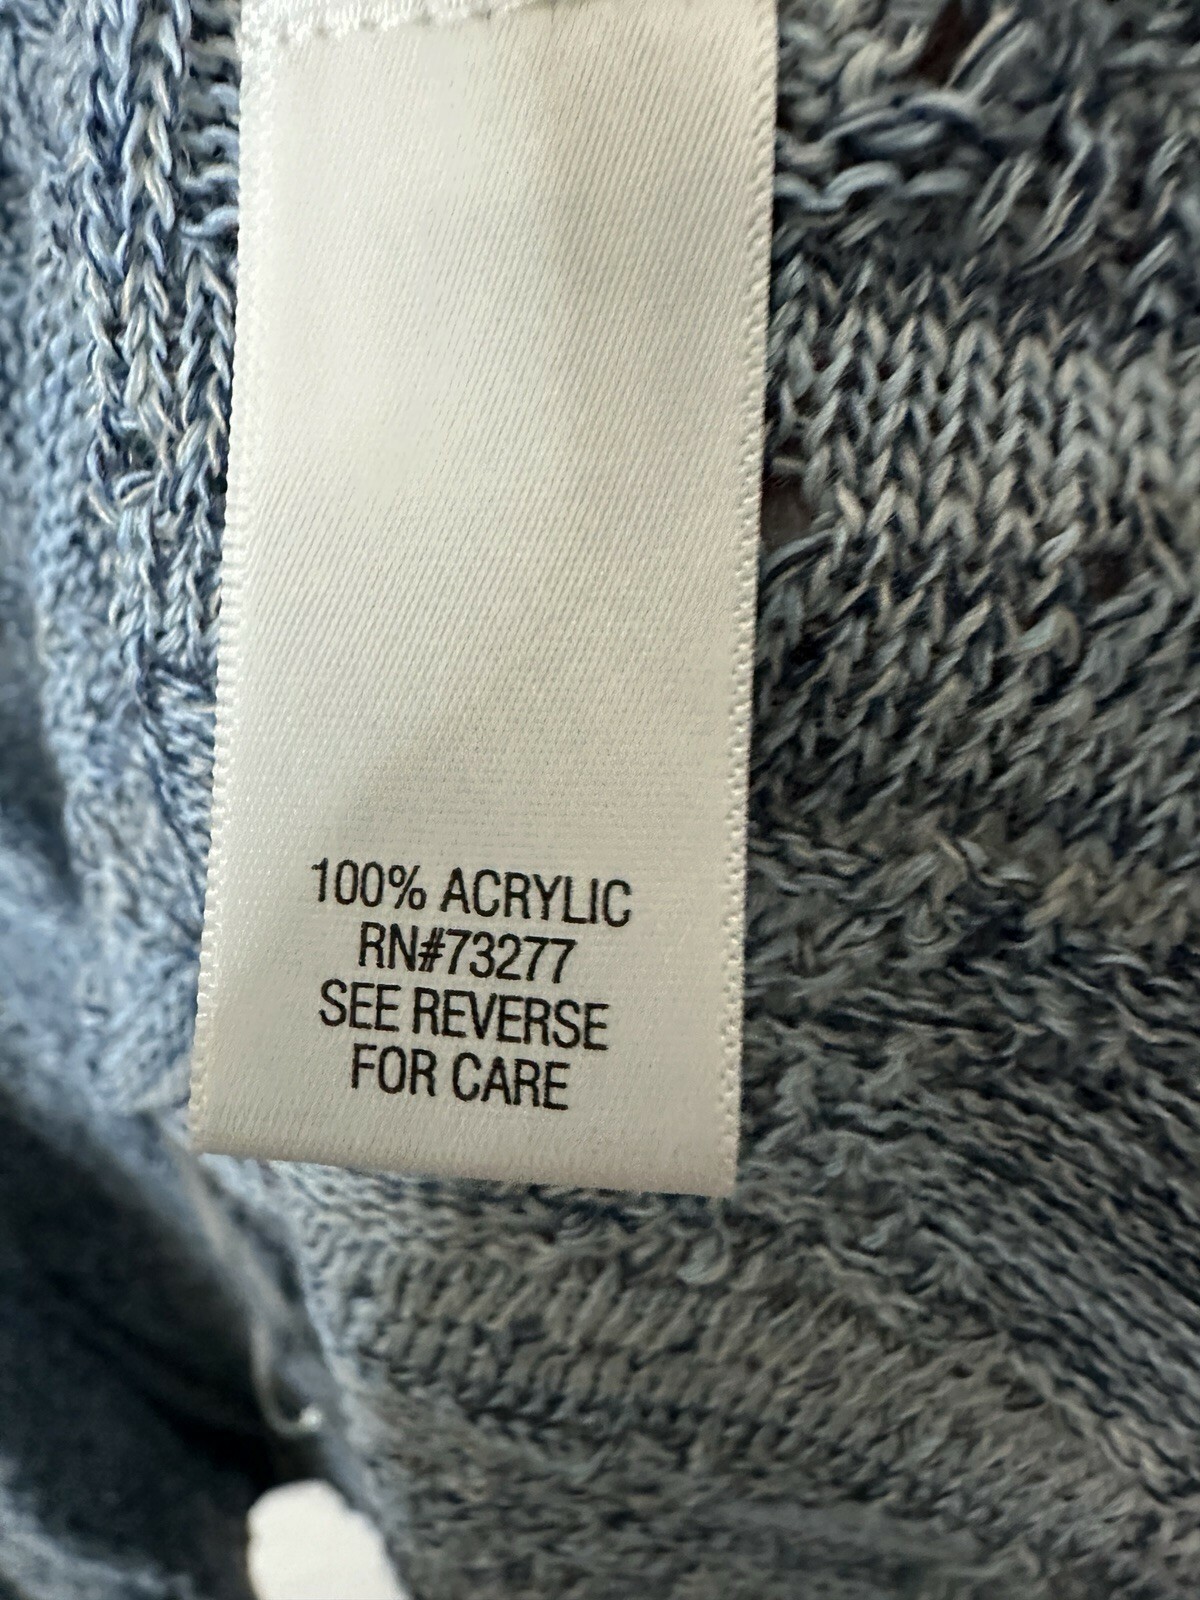 100% ACRYLIC
RN#73277
SEE REVERSE
FOR CARE